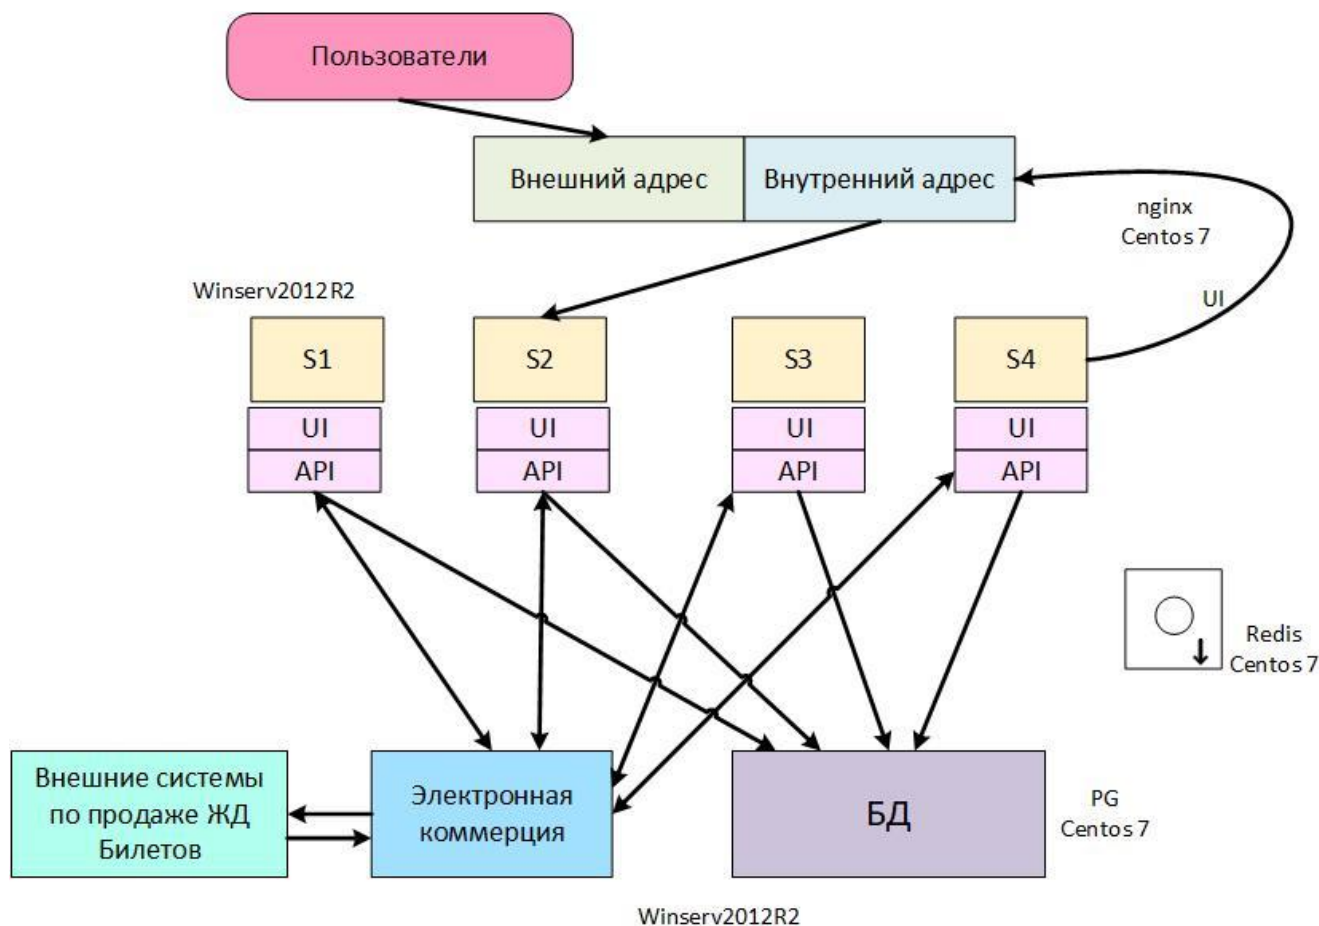 Пользователи
Внешний адрес
Внутренний адрес
nginx
Centos 7
UI
Winserv2012R2
S1
S2
S3
S4
UI
UI
UI
UI
API
API
API
API
Redis
Centos 7
Внешние системы
по продаже ЖД
Билетов
Электронная
коммерция
БД
PG
Centos 7
Winserv2012R2